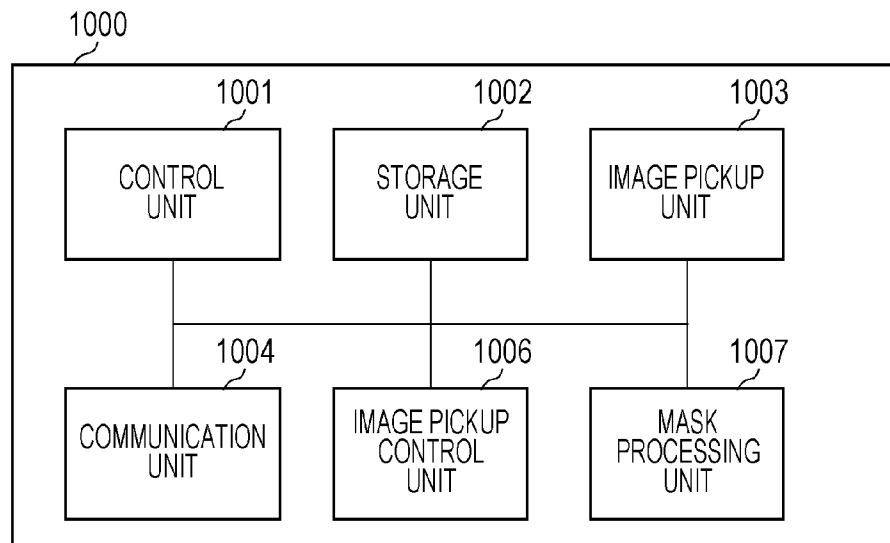 1000
1001
1002
1003
CONTROL
UNIT
STORAGE
UNIT
IMAGE PICKUP
UNIT
1004
1006
1007
COMMUNICATION
UNIT
IMAGE PICKUP
CONTROL
UNIT
MASK
PROCESSING
UNIT